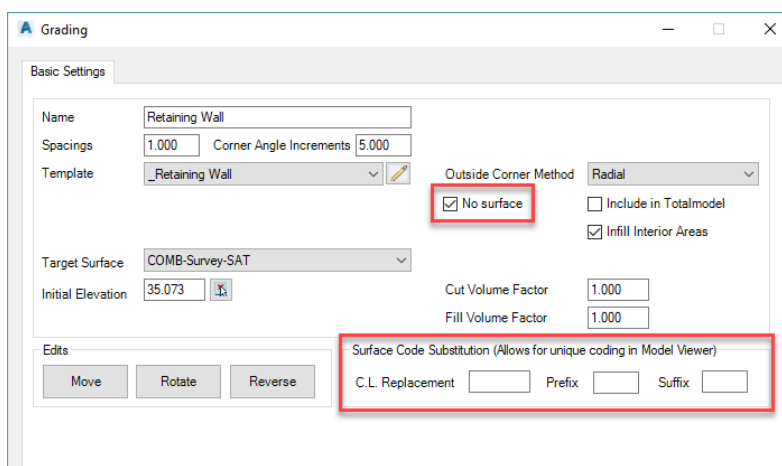 Grading
Basic Settings
Name Retaining Wall
Spacings 1.000 Corner Angle Increments 5.000
Template _Retaining Wall Outside Corner Method Radial
No surface Include in Totalmodel
Infill Interior Areas
Target Surface COMB-Survey-SAT
Initial Elevation 35.073 Cut Volume Factor 1.000
Fill Volume Factor 1.000
Edits Surface Code Substitution (Allows for unique coding in Model Viewer)
Move Rotate Reverse C.L. Replacement Prefix Suffix